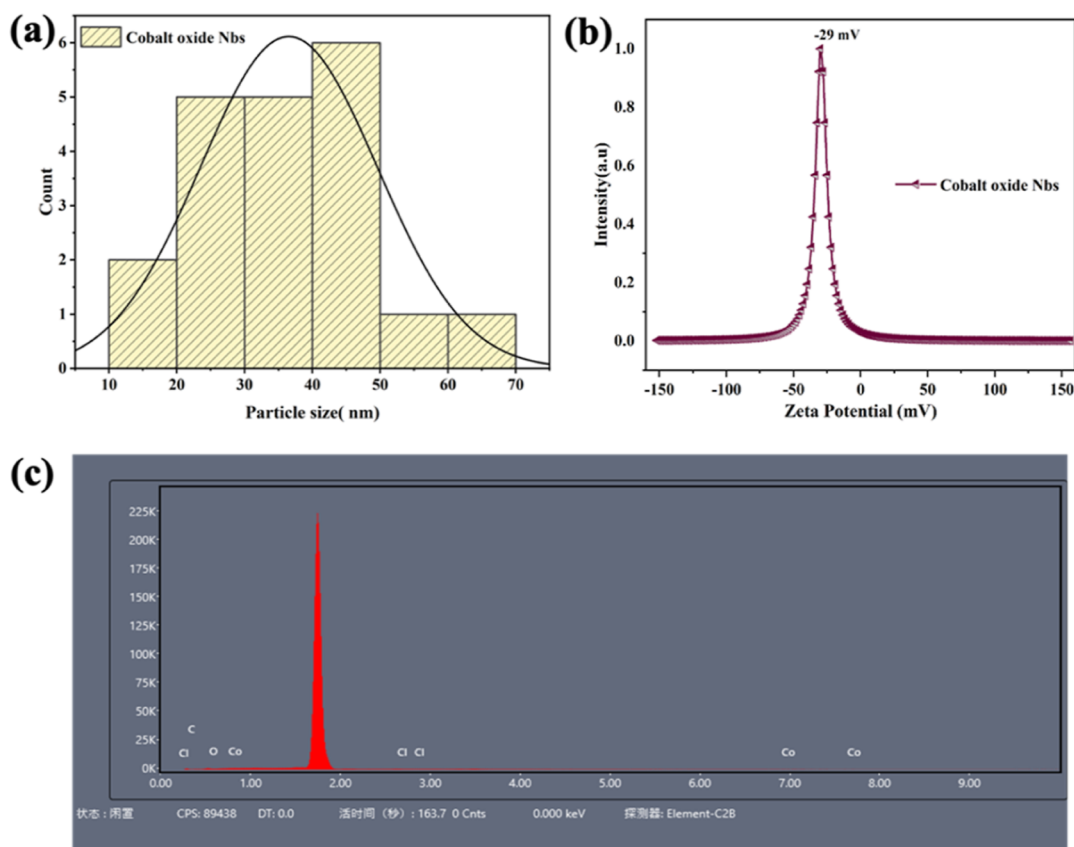 (a)
Cobalt oxide Nbs
6
5
4
3
2
1
0
Count
10 20 30 40 50 60 70
Particle size( nm)
(b)
-29 mV
1.0
0.8
0.6
0.4
0.2
0.0
Intensity(a.u)
Cobalt oxide Nbs
-150 -100 -50 0 50 100 150
Zeta Potential (mV)
(c)
225K
200K
175K
150K
125K
100K
75K
50K
25K
0K
C
Cl O Co Cl Cl Co Co
0.00 1.00 2.00 3.00 4.00 5.00 6.00 7.00 8.00 9.00
状态 : 闲置 CPS: 89438 DT: 0.0 活时间（秒）: 163.7 0 Cnts 0.000 keV 探测器: Element-C2B